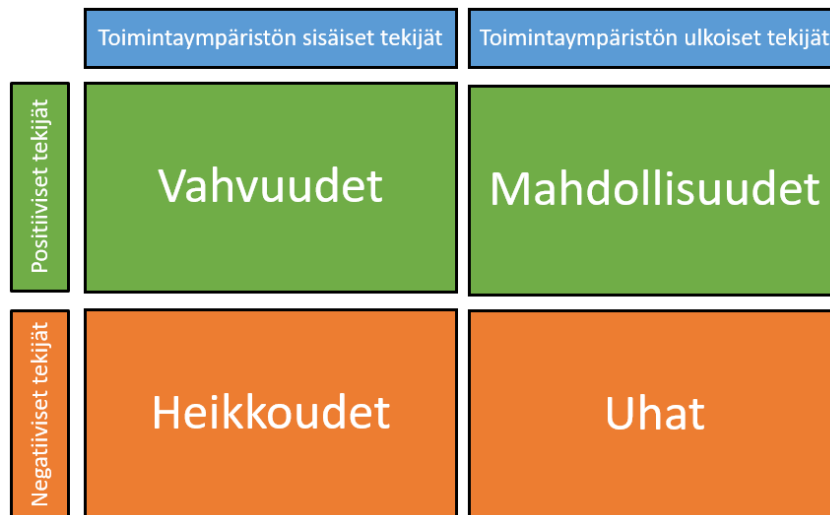 Toimintaympäristön sisäiset tekijät
Toimintaympäristön ulkoiset tekijät
Positiiviset tekijät
Vahvuudet
Mahdollisuudet
Negatiiviset tekijät
Heikkoudet
Uhat